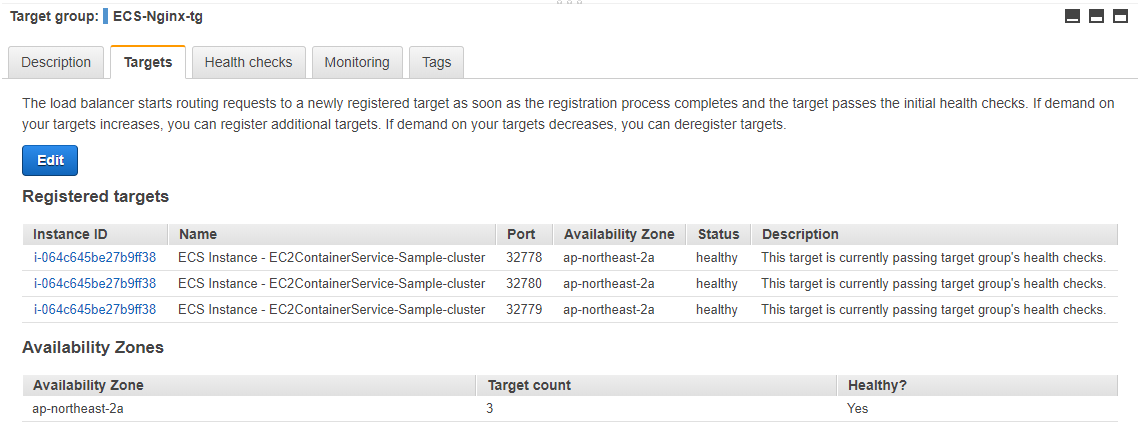 Target group: ECS-Nginx-tg
Description Targets Health checks Monitoring Tags
The load balancer starts routing requests to a newly registered target as soon as the registration process completes and the target passes the initial health checks. If demand on
your targets increases, you can register additional targets. If demand on your targets decreases, you can deregister targets.
Edit
Registered targets
Instance ID Name Port Availability Zone Status Description
i-064c645be27b9ff38 ECS Instance - EC2ContainerService-Sample-cluster 32778 ap-northeast-2a healthy This target is currently passing target group's health checks.
i-064c645be27b9ff38 ECS Instance - EC2ContainerService-Sample-cluster 32780 ap-northeast-2a healthy This target is currently passing target group's health checks.
i-064c645be27b9ff38 ECS Instance - EC2ContainerService-Sample-cluster 32779 ap-northeast-2a healthy This target is currently passing target group's health checks.
Availability Zones
Availability Zone Target count Healthy?
ap-northeast-2a 3 Yes